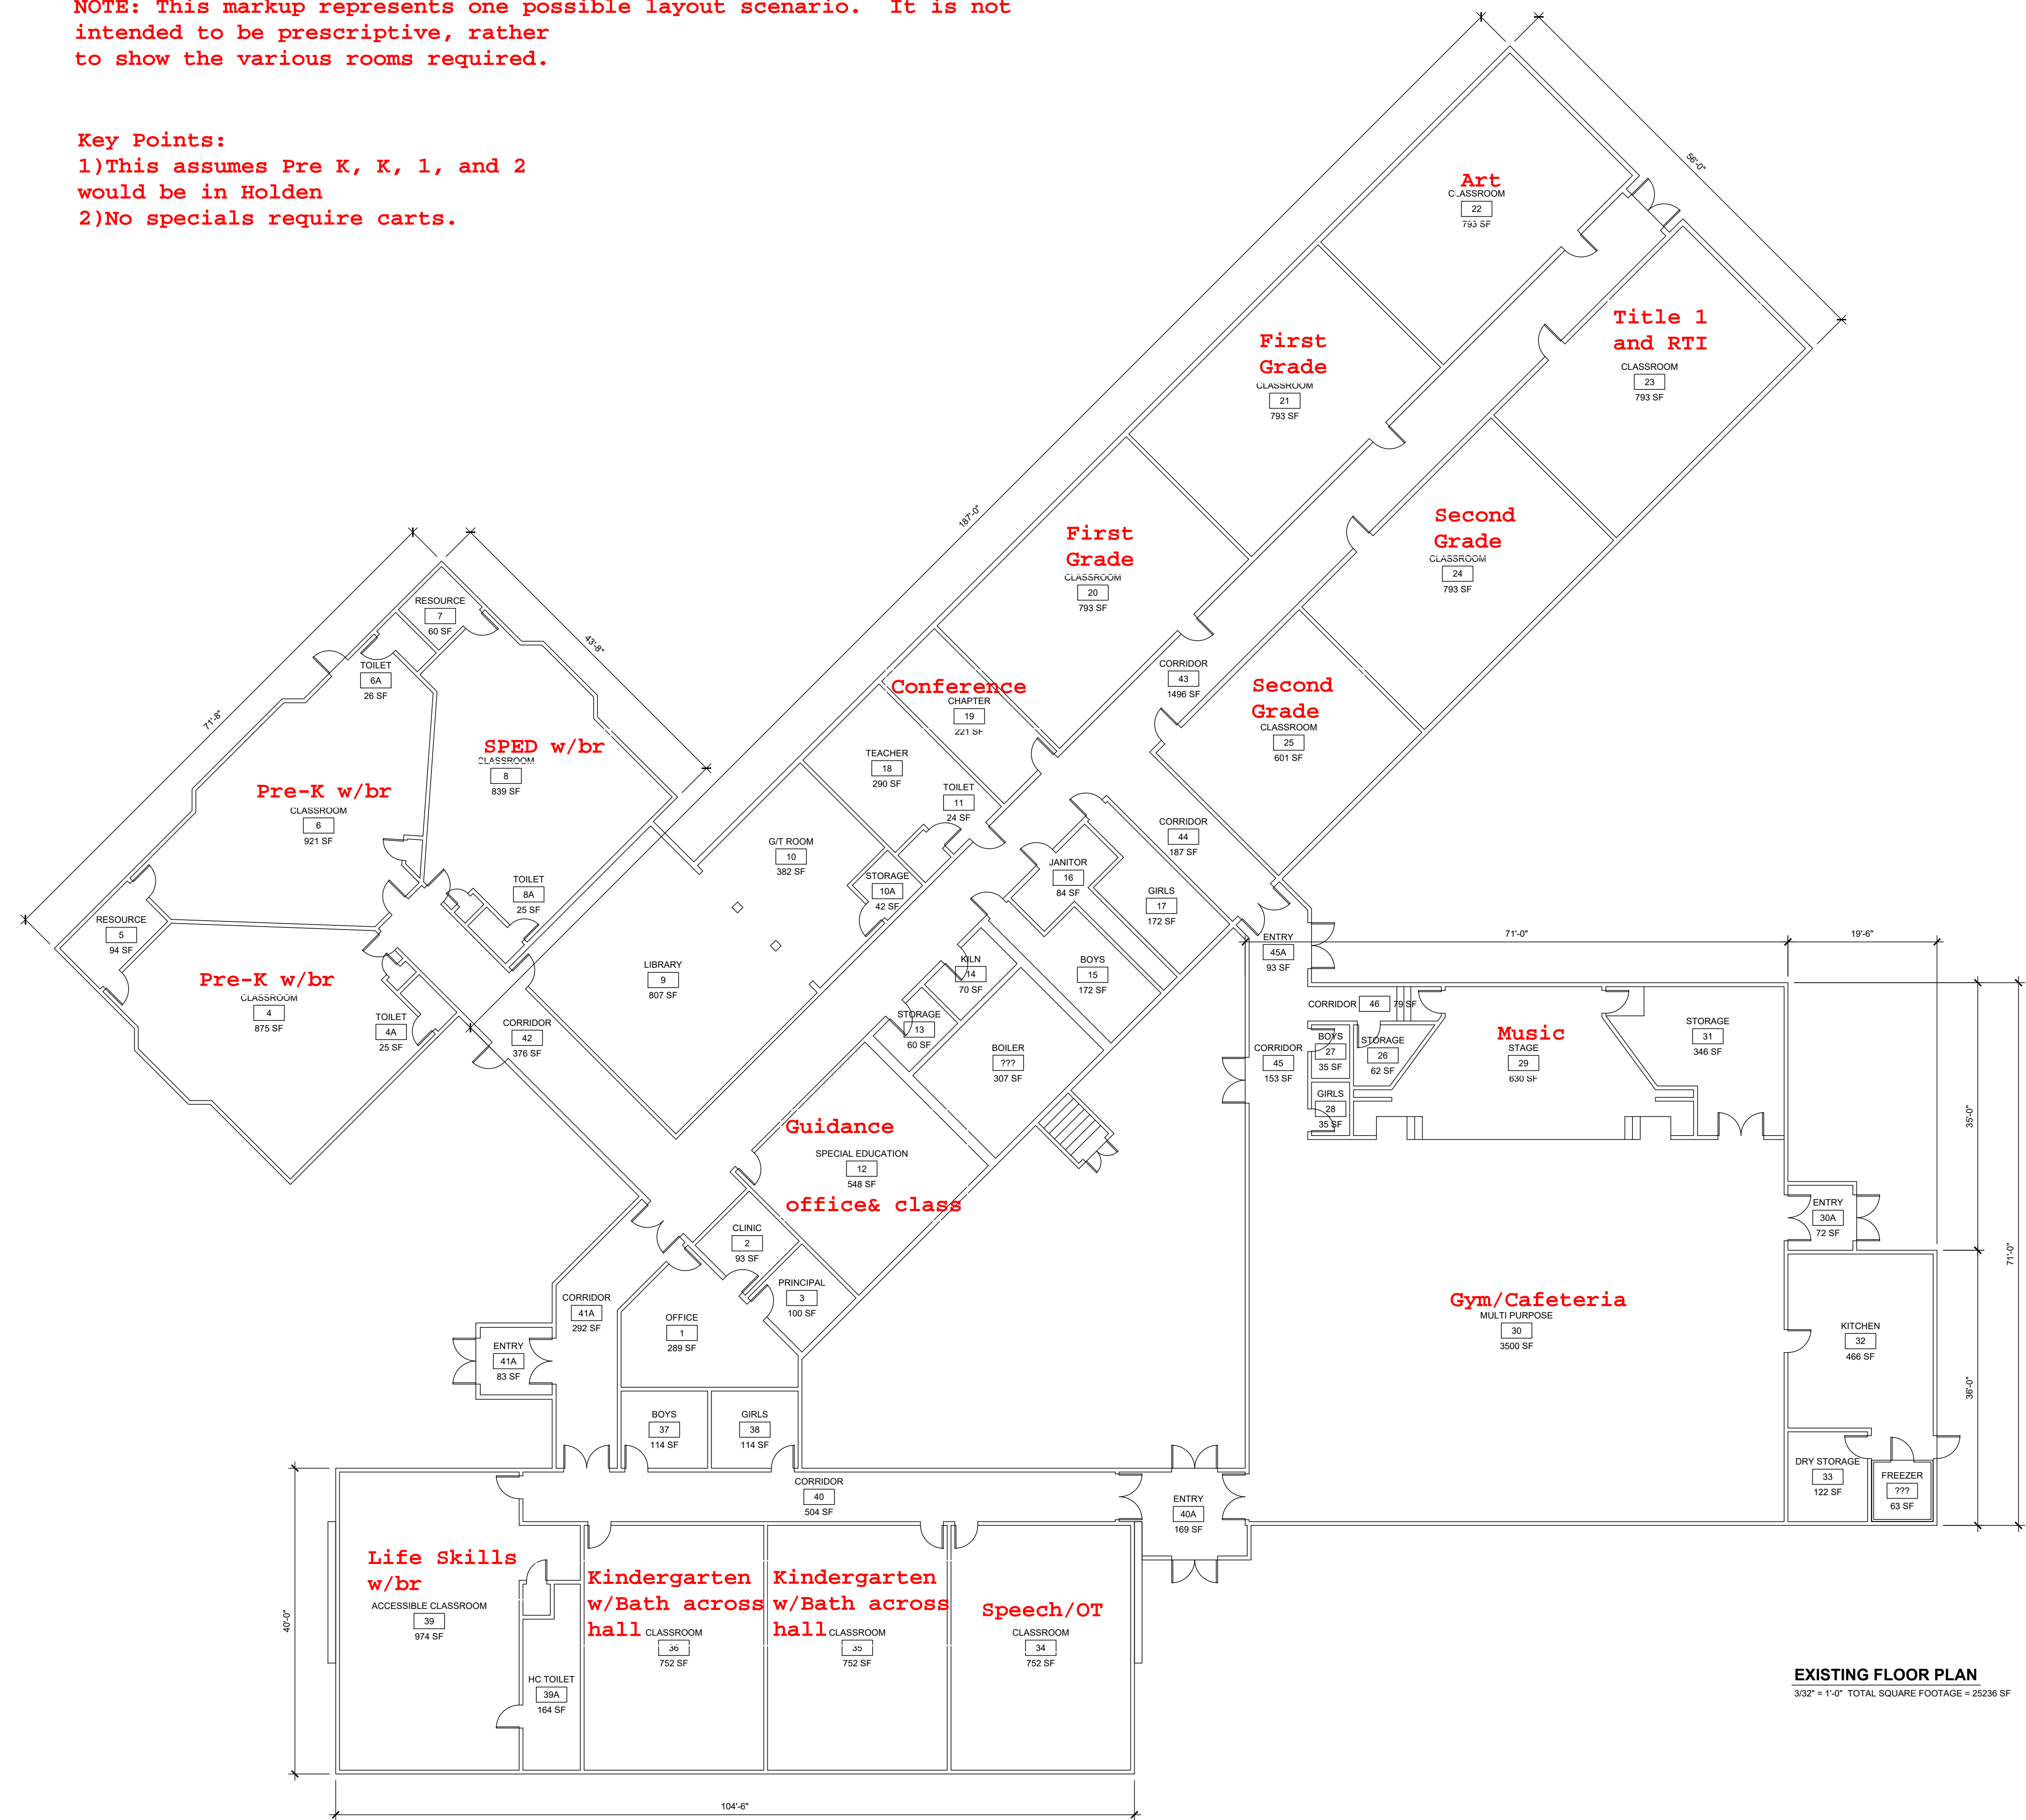 NOTE: This markup represents one possible layout scenario.  It is not
intended to be prescriptive, rather
to show the various rooms required.
Key Points:
1)This assumes Pre K, K, 1, and 2
would be in Holden
2)No specials require carts.
56'-0"
Art
CLASSROOM
22
793 SF
Title 1
and RTI
CLASSROOM
23
793 SF
First
Grade
CLASSROOM
21
793 SF
187'-0"
Second
Grade
CLASSROOM
24
793 SF
First
Grade
CLASSROOM
20
793 SF
RESOURCE
7
60 SF
43'-8"
TOILET
6A
26 SF
71'-8"
CORRIDOR
43
1496 SF
Conference
CHAPTER
19
221 SF
Second
Grade
CLASSROOM
25
601 SF
SPED w/br
CLASSROOM
8
839 SF
TEACHER
18
290 SF
Pre-K w/br
CLASSROOM
6
921 SF
TOILET
11
24 SF
CORRIDOR
44
187 SF
G/T ROOM
10
382 SF
STORAGE
10A
42 SF
JANITOR
16
84 SF
TOILET
8A
25 SF
GIRLS
17
172 SF
RESOURCE
5
94 SF
ENTRY
45A
93 SF
71'-0"
19'-6"
Pre-K w/br
CLASSROOM
4
875 SF
LIBRARY
9
807 SF
KILN
14
70 SF
BOYS
15
172 SF
TOILET
4A
25 SF
CORRIDOR
42
376 SF
STORAGE
13
60 SF
CORRIDOR 46 79 SF
BOILER
???
307 SF
CORRIDOR
45
153 SF
BOYS
27
35 SF
STORAGE
26
62 SF
Music
STAGE
29
630 SF
STORAGE
31
346 SF
GIRLS
28
35 SF
35'-0"
Guidance
SPECIAL EDUCATION
12
548 SF
office& class
CLINIC
2
93 SF
ENTRY
30A
72 SF
71'-0"
PRINCIPAL
3
100 SF
CORRIDOR
41A
292 SF
OFFICE
1
289 SF
Gym/Cafeteria
MULTI PURPOSE
30
3500 SF
KITCHEN
32
466 SF
ENTRY
41A
83 SF
36'-0"
BOYS
37
114 SF
GIRLS
38
114 SF
DRY STORAGE
33
122 SF
FREEZER
???
63 SF
CORRIDOR
40
504 SF
ENTRY
40A
169 SF
Life Skills
w/br
ACCESSIBLE CLASSROOM
39
974 SF
40'-0"
Kindergarten
w/Bath across
hall
CLASSROOM
36
752 SF
Kindergarten
w/Bath across
hall
CLASSROOM
35
752 SF
Speech/OT
CLASSROOM
34
752 SF
HC TOILET
39A
164 SF
104'-6"
EXISTING FLOOR PLAN
3/32" = 1'-0"  TOTAL SQUARE FOOTAGE = 25236 SF